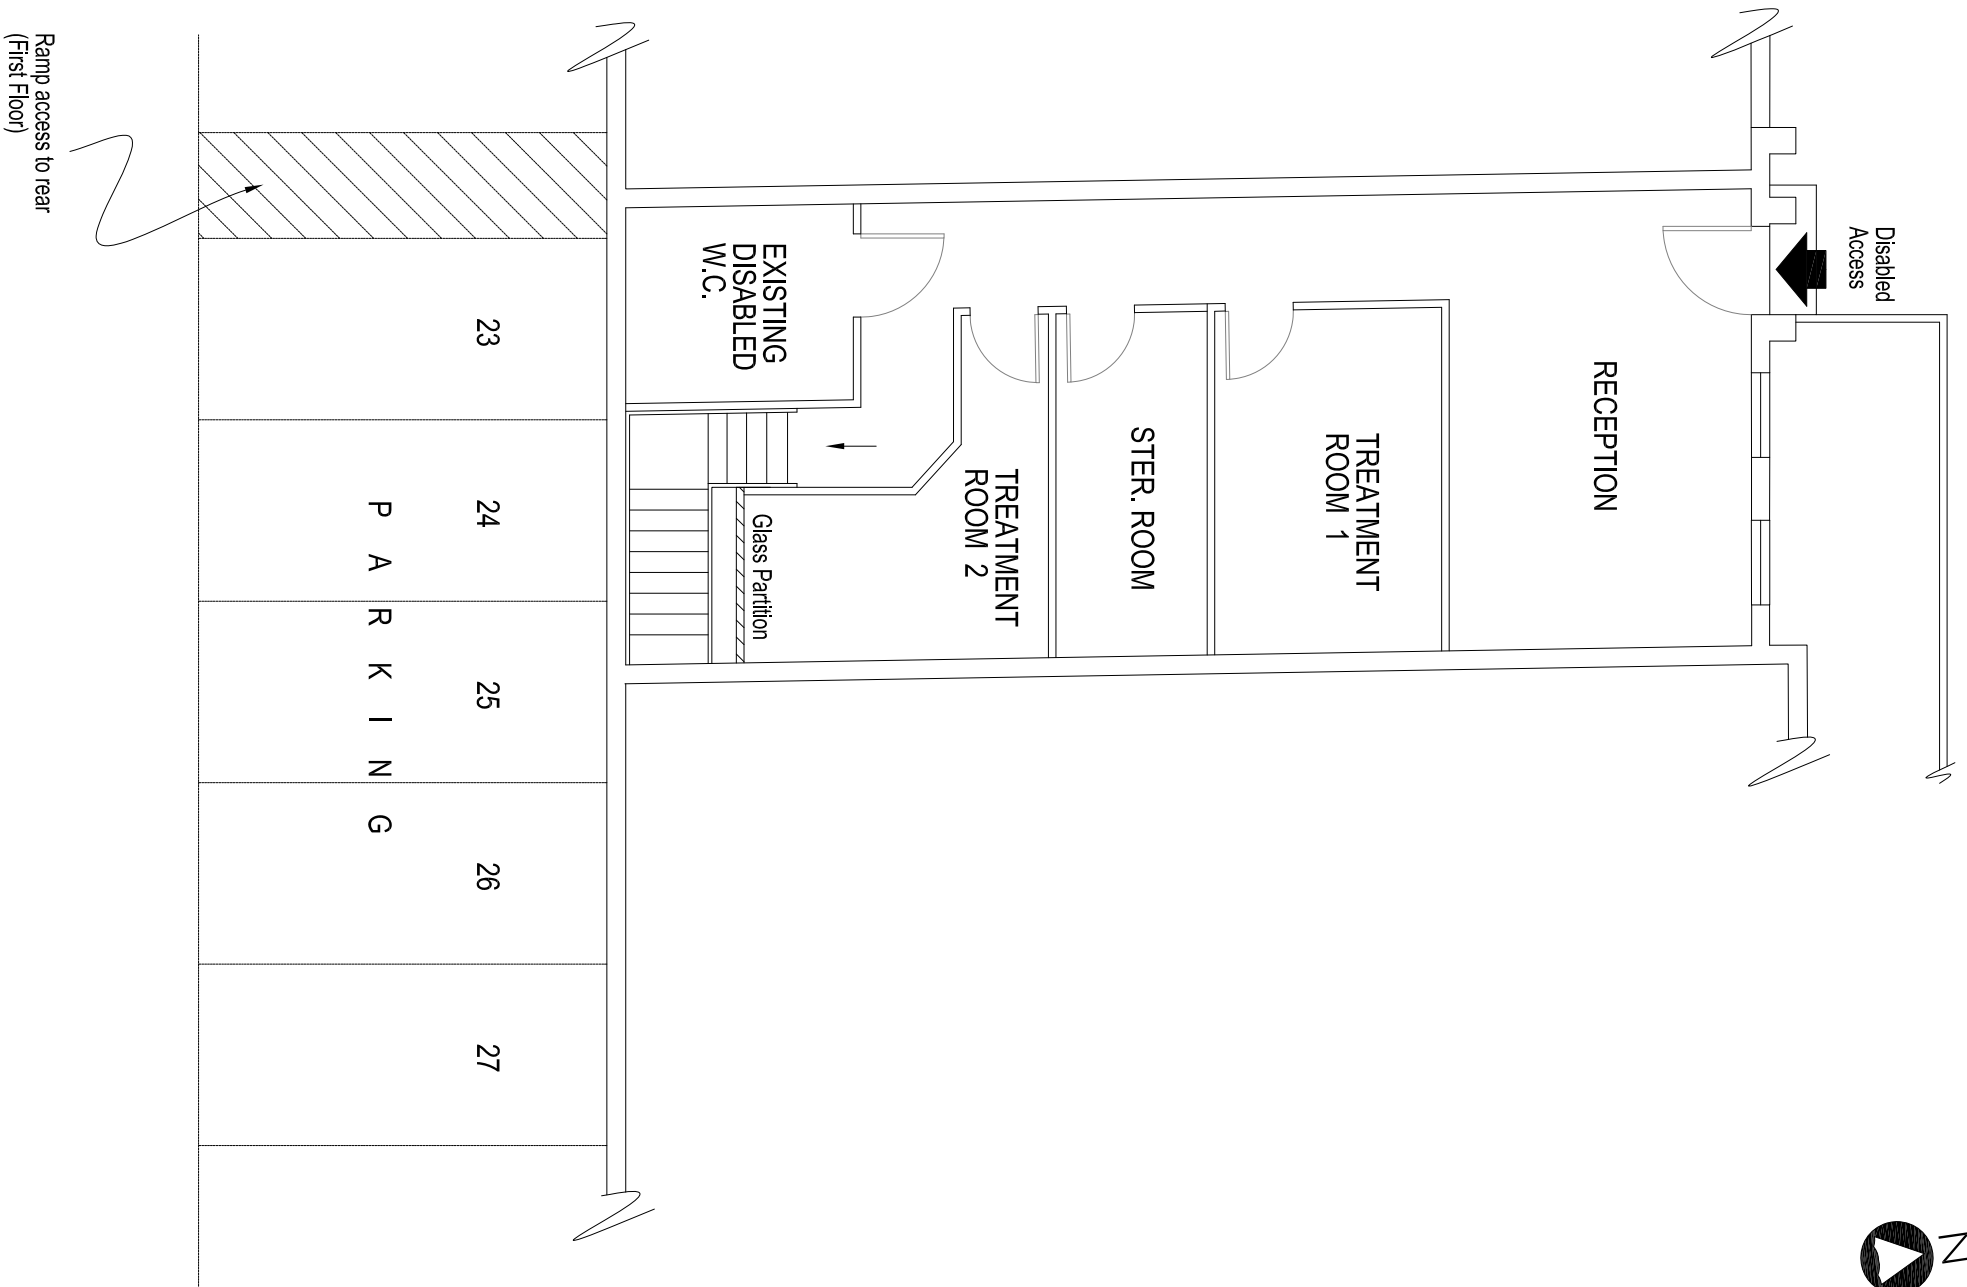 Disabled
Access
RECEPTION
TREATMENT
ROOM 1
STER. ROOM
TREATMENT
ROOM 2
Glass Partition
EXISTING
DISABLED
W.C.
23
24
25
26
27
PARKING
Ramp access to rear
(First Floor)
N